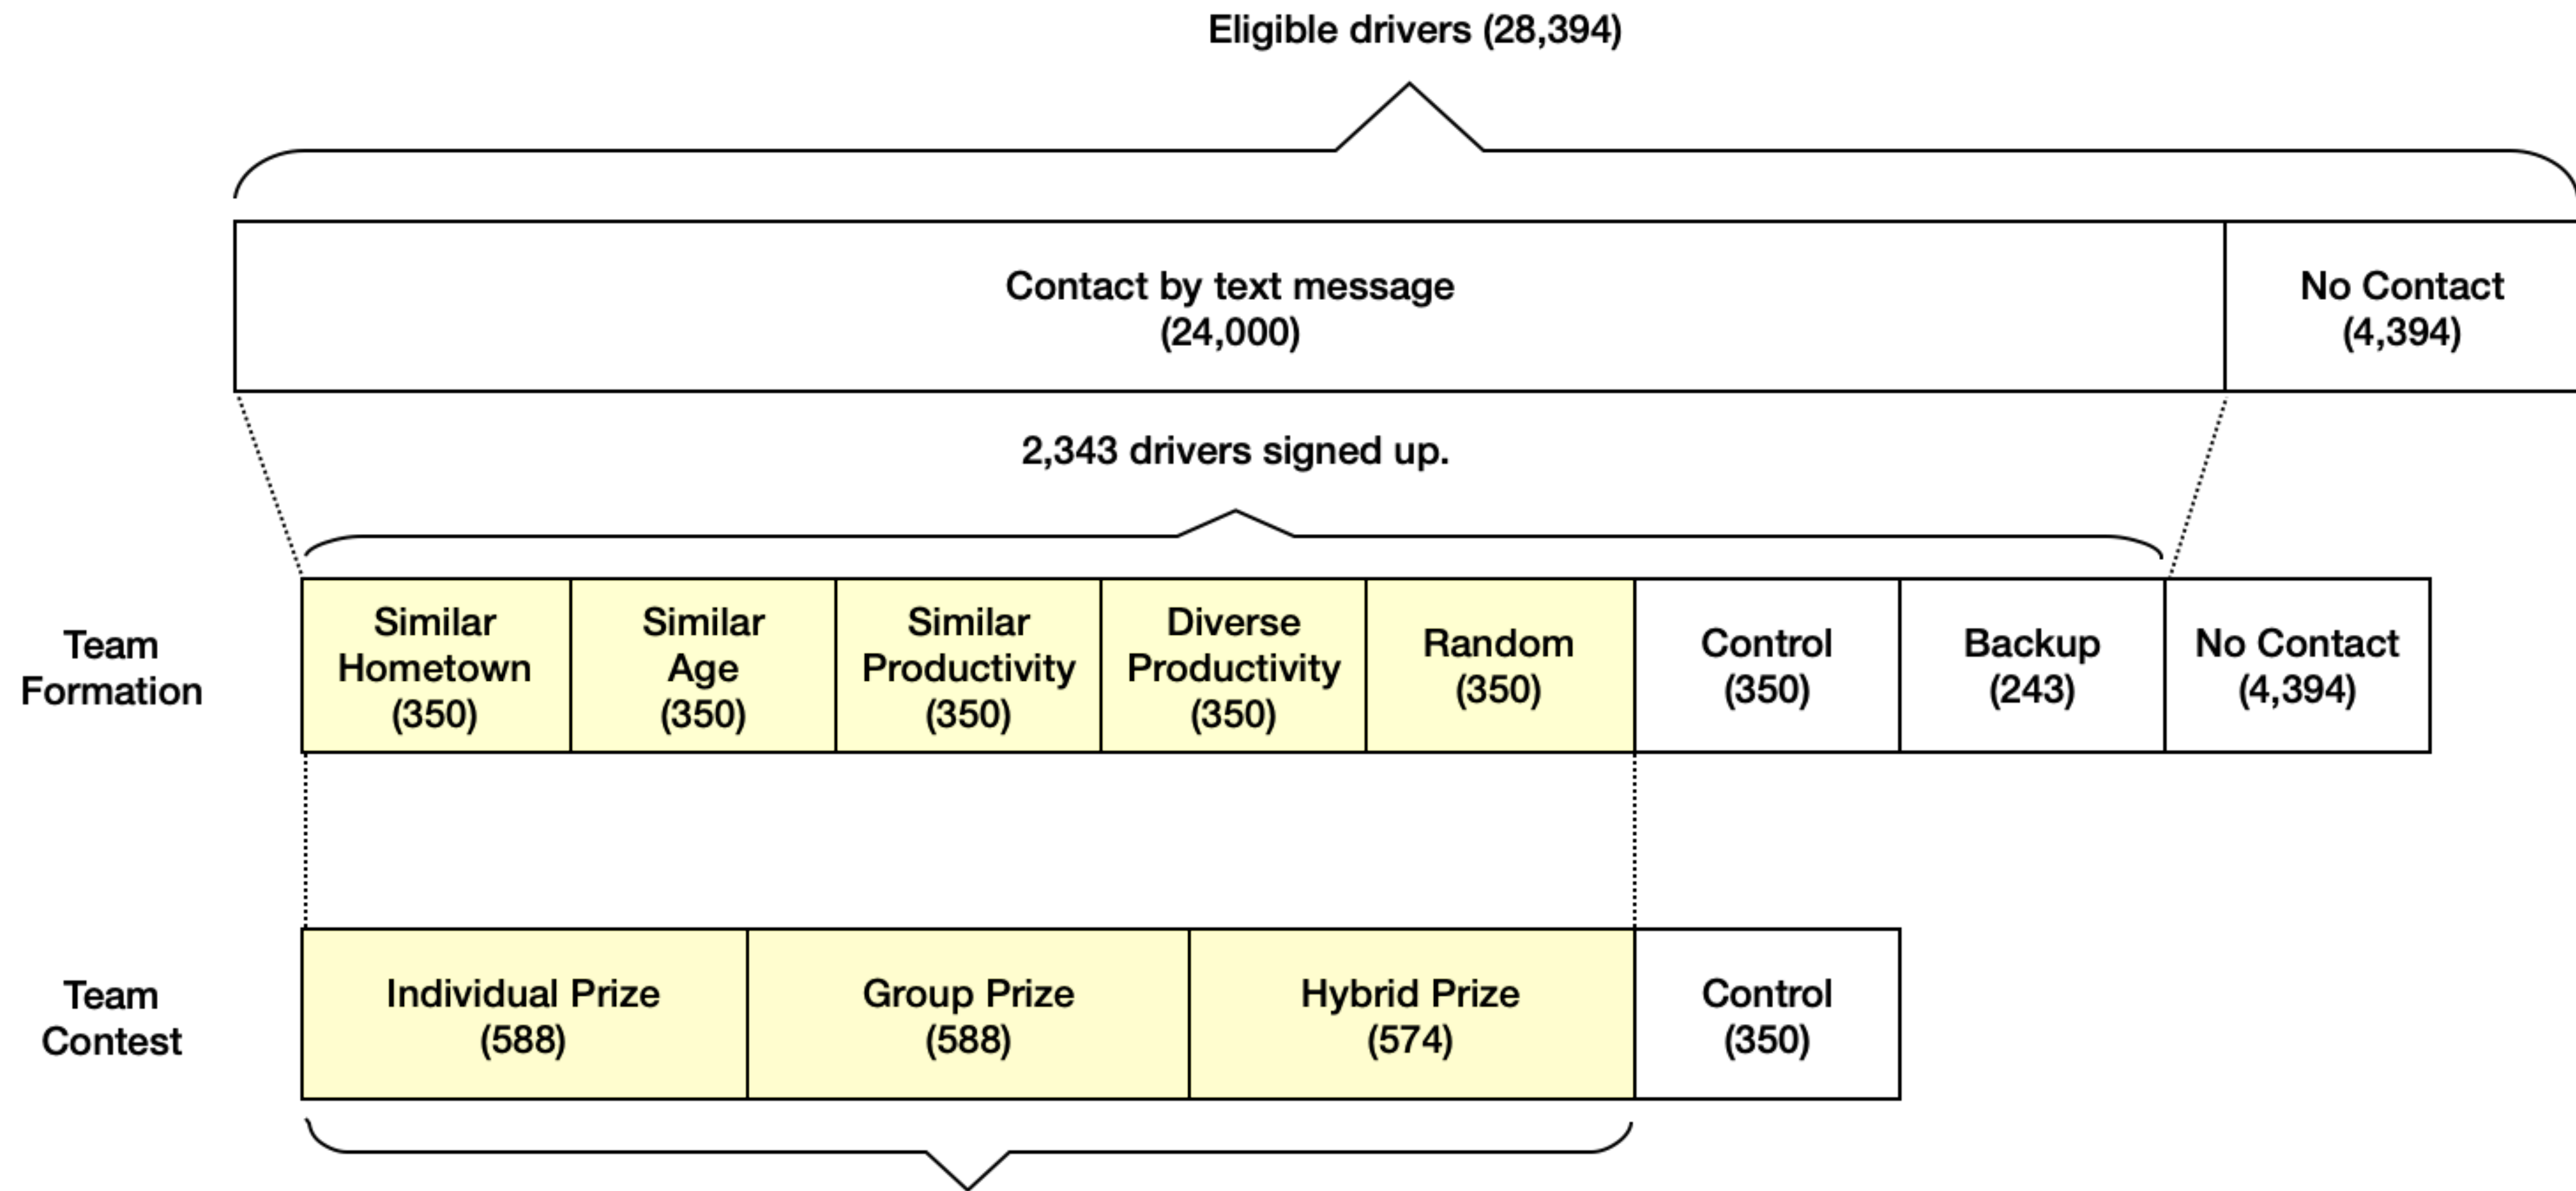 Eligible drivers (28,394)
Contact by text message
(24,000)
No Contact
(4,394)
2,343 drivers signed up.
Team
Formation
Similar
Hometown
(350)
Similar
Age
(350)
Similar
Productivity
(350)
Diverse
Productivity
(350)
Random
(350)
Control
(350)
Backup
(243)
No Contact
(4,394)
Team
Contest
Individual Prize
(588)
Group Prize
(588)
Hybrid Prize
(574)
Control
(350)